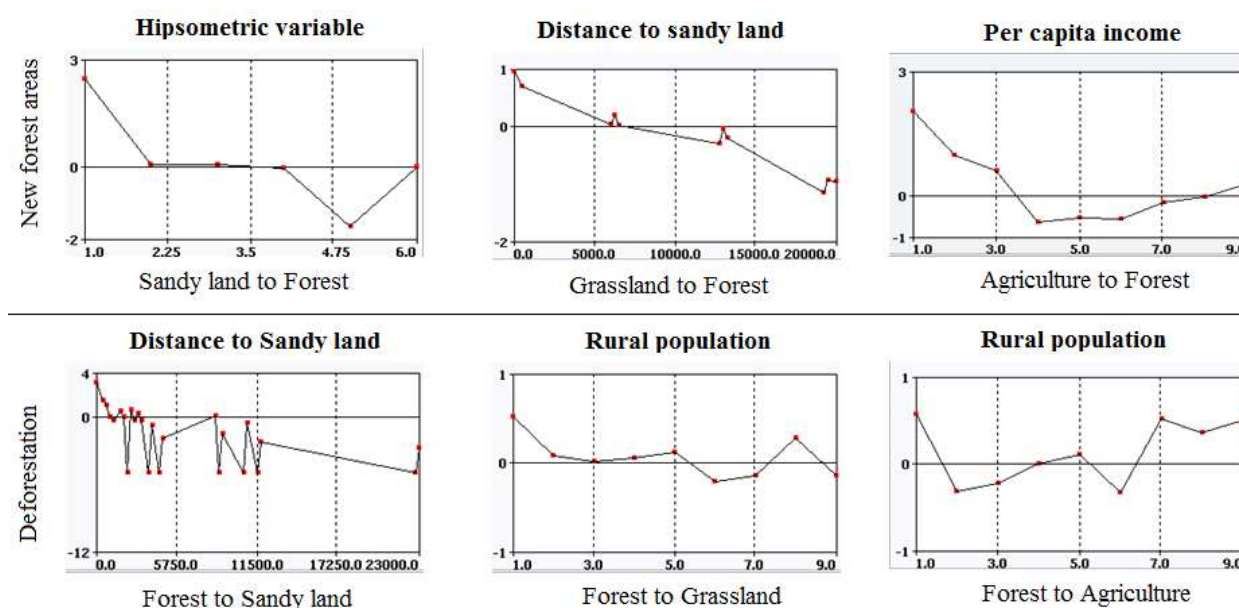 Hipsometric variable
Distance to sandy land
Per capita income
New forest areas
3
0
-2
1.0 2.25 3.5 4.75 6.0
Sandy land to Forest
1
0
-2
0.0 5000.0 10000.0 15000.0 20000.0
Grassland to Forest
3
0
-1
1.0 3.0 5.0 7.0 9.0
Agriculture to Forest
Distance to Sandy land
Rural population
Rural population
Deforestation
4
0
-12
0.0 5750.0 11500.0 17250.0 23000.0
Forest to Sandy land
1
0
-1
1.0 3.0 5.0 7.0 9.0
Forest to Grassland
1
0
-1
1.0 3.0 5.0 7.0 9.0
Forest to Agriculture